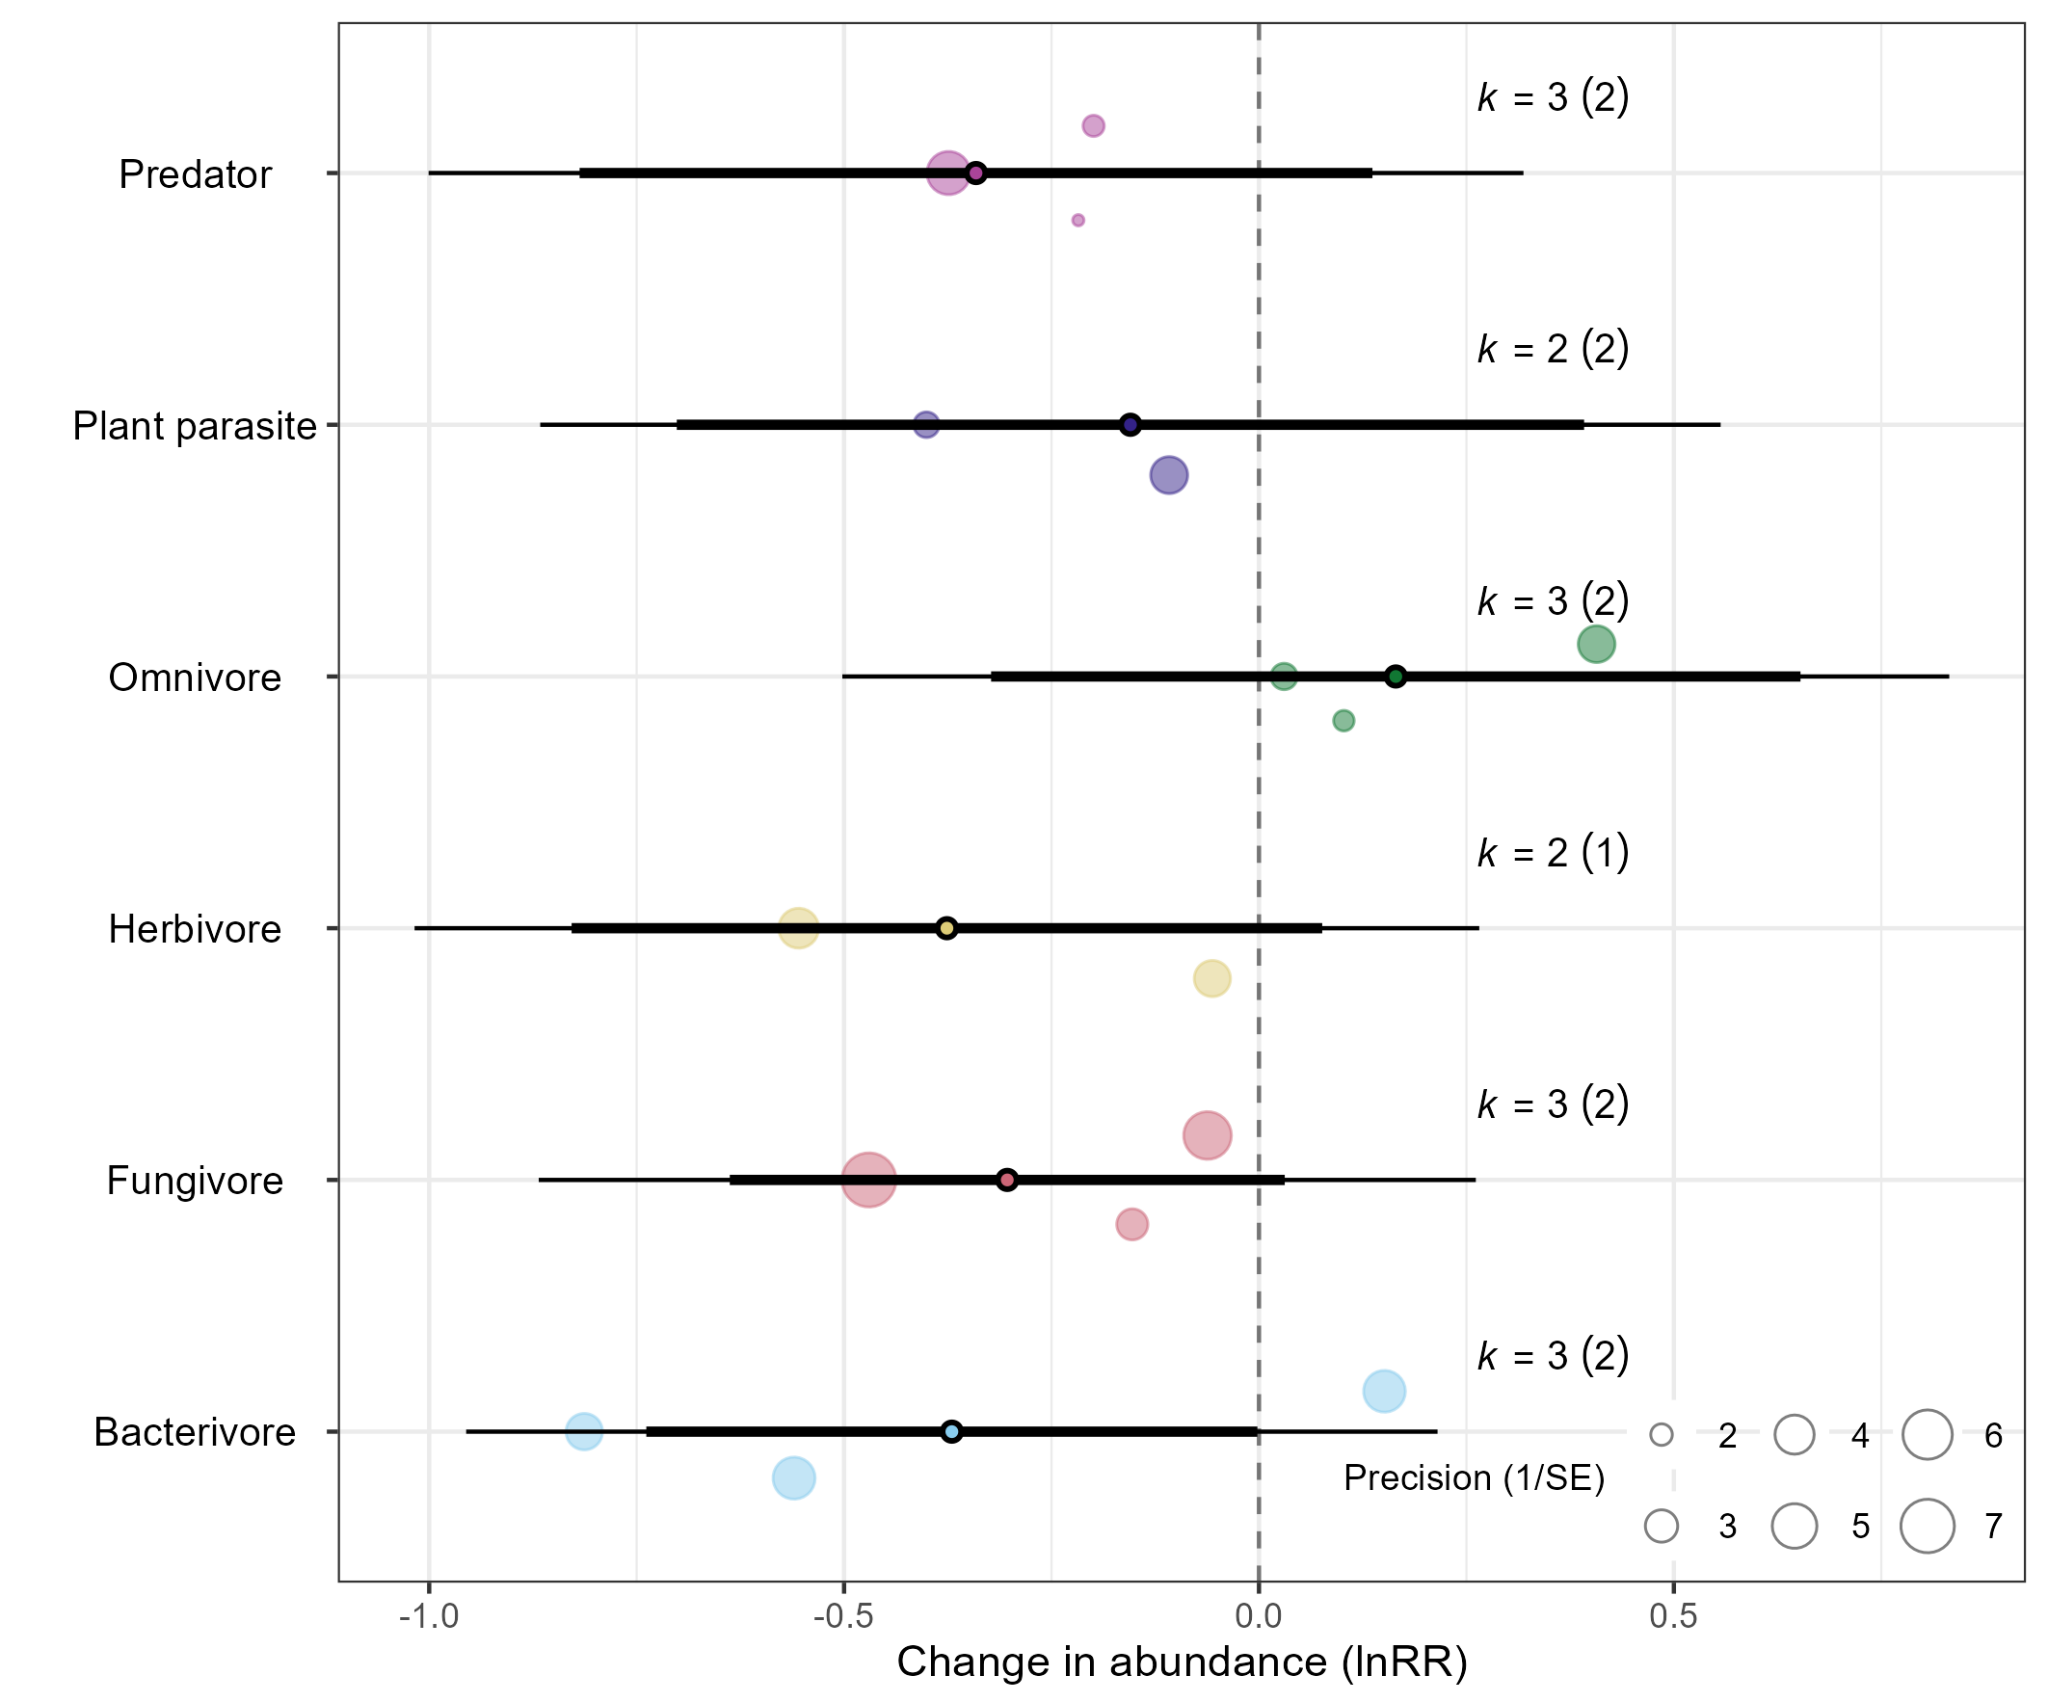 k = 3 (2)
Predator
k = 2 (2)
Plant parasite
k = 3 (2)
Omnivore
k = 2 (1)
Herbivore
k = 3 (2)
Fungivore
k = 3 (2)
Bacterivore
2 4 6
Precision (1/SE)
3 5 7
-1.0 -0.5 0.0 0.5
Change in abundance (lnRR)